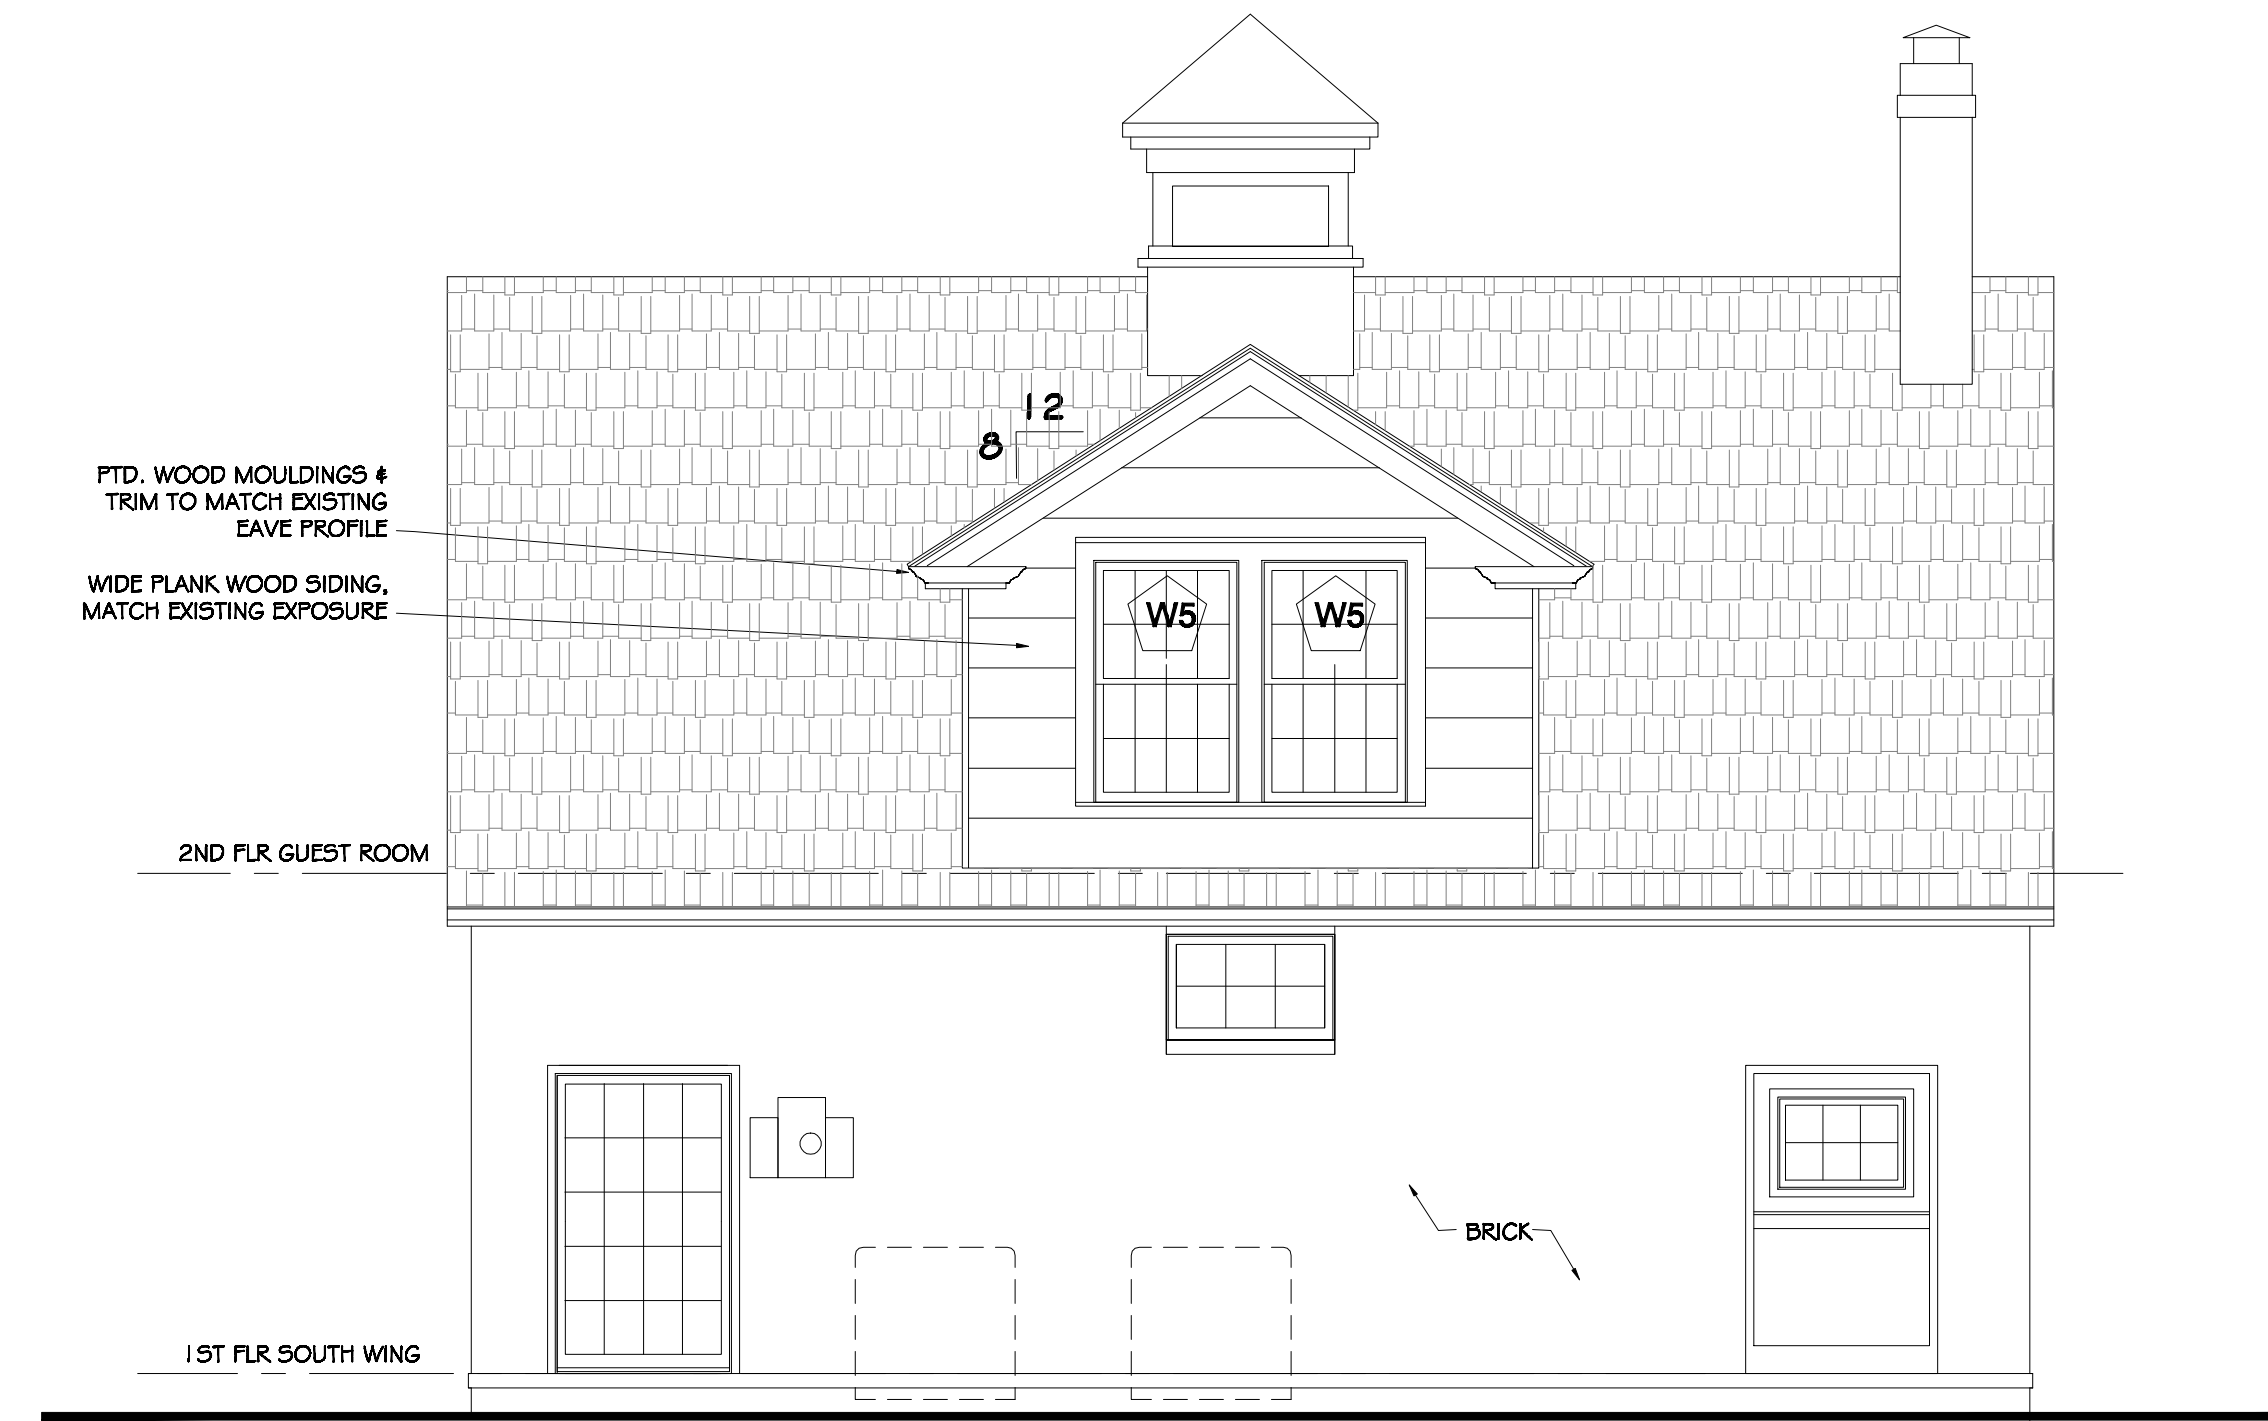 12
8
PTD. WOOD MOULDINGS &
TRIM TO MATCH EXISTING
EAVE PROFILE
WIDE PLANK WOOD SIDING,
MATCH EXISTING EXPOSURE
W5 W5
2ND FLR GUEST ROOM
BRICK
1ST FLR SOUTH WING